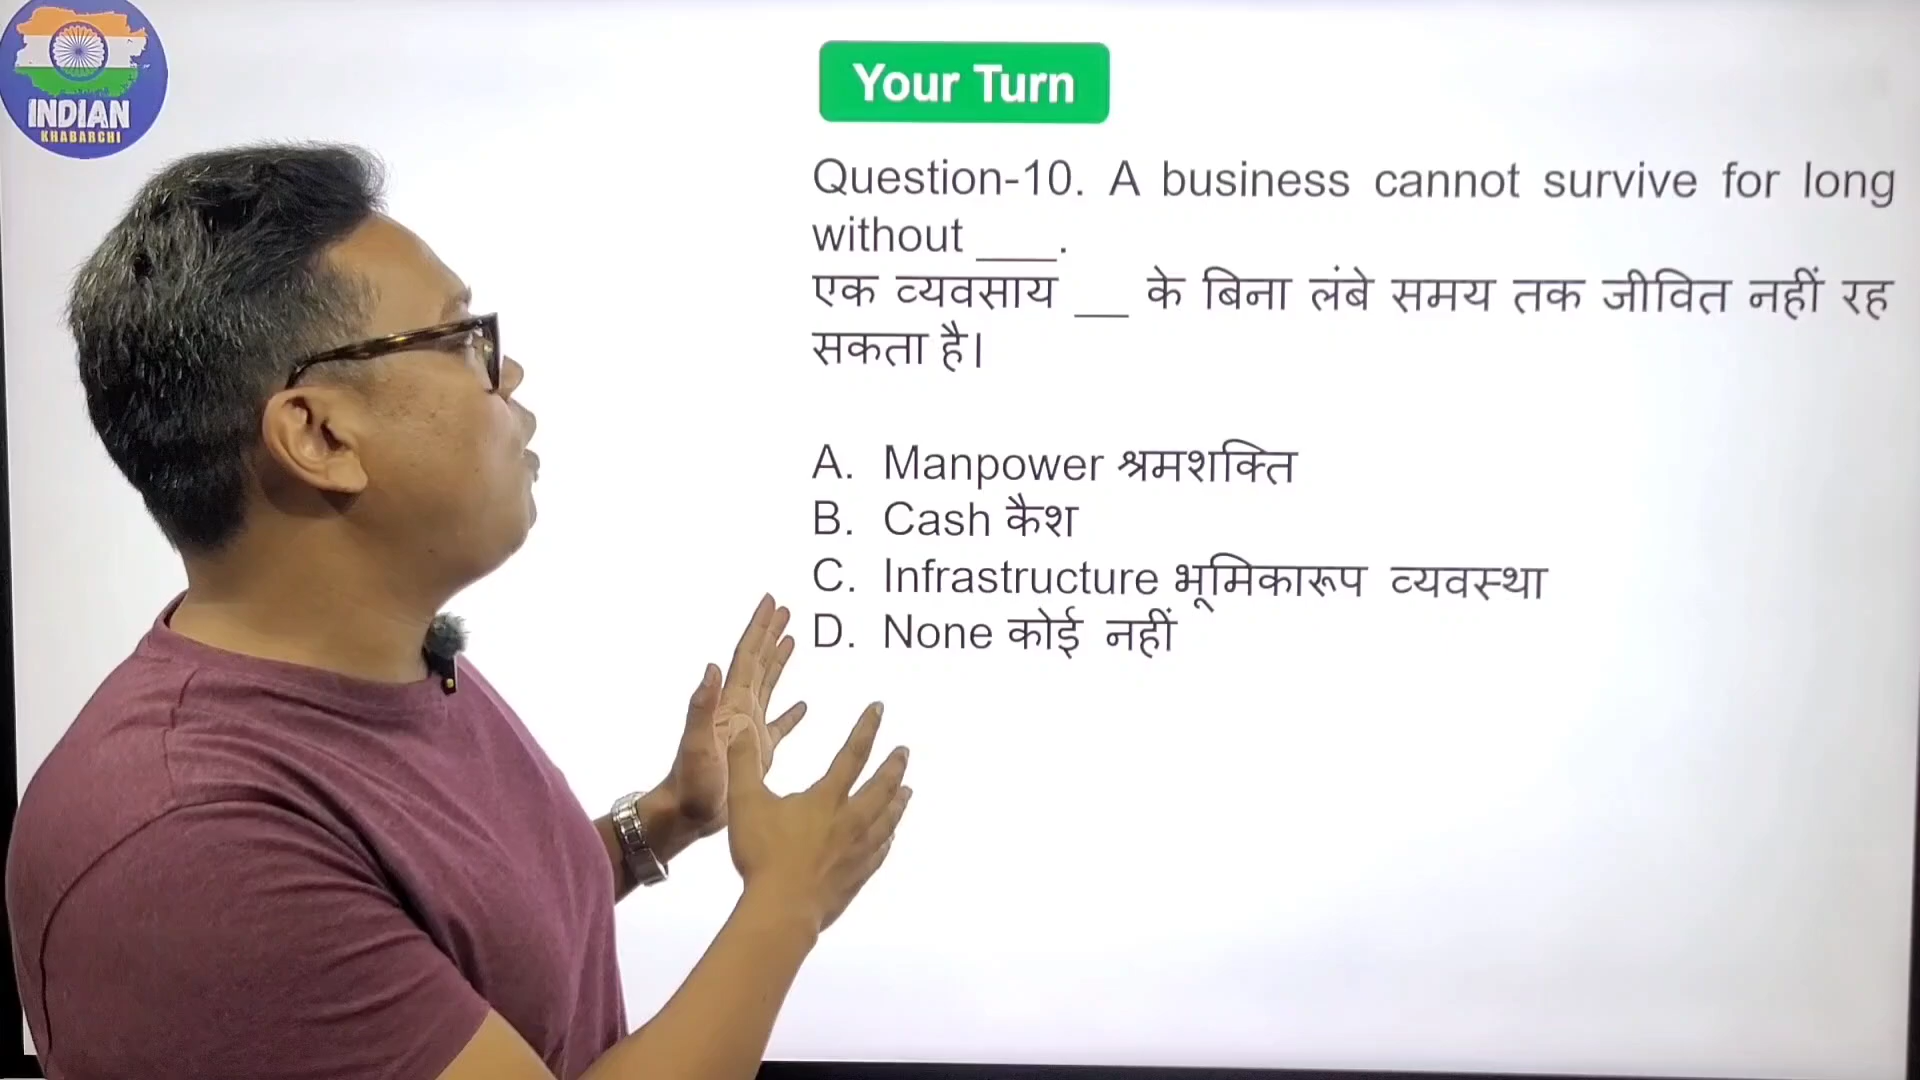 INDIAN
KHABARCHI
Your Turn
Question-10. A business cannot survive for long
without ___.
एक व्यवसाय __ के बिना लंबे समय तक जीवित नहीं रह
सकता है।
A. Manpower श्रमशक्ति
B. Cash कैश
C. Infrastructure भूमिकारूप व्यवस्था
D. None कोई नहीं